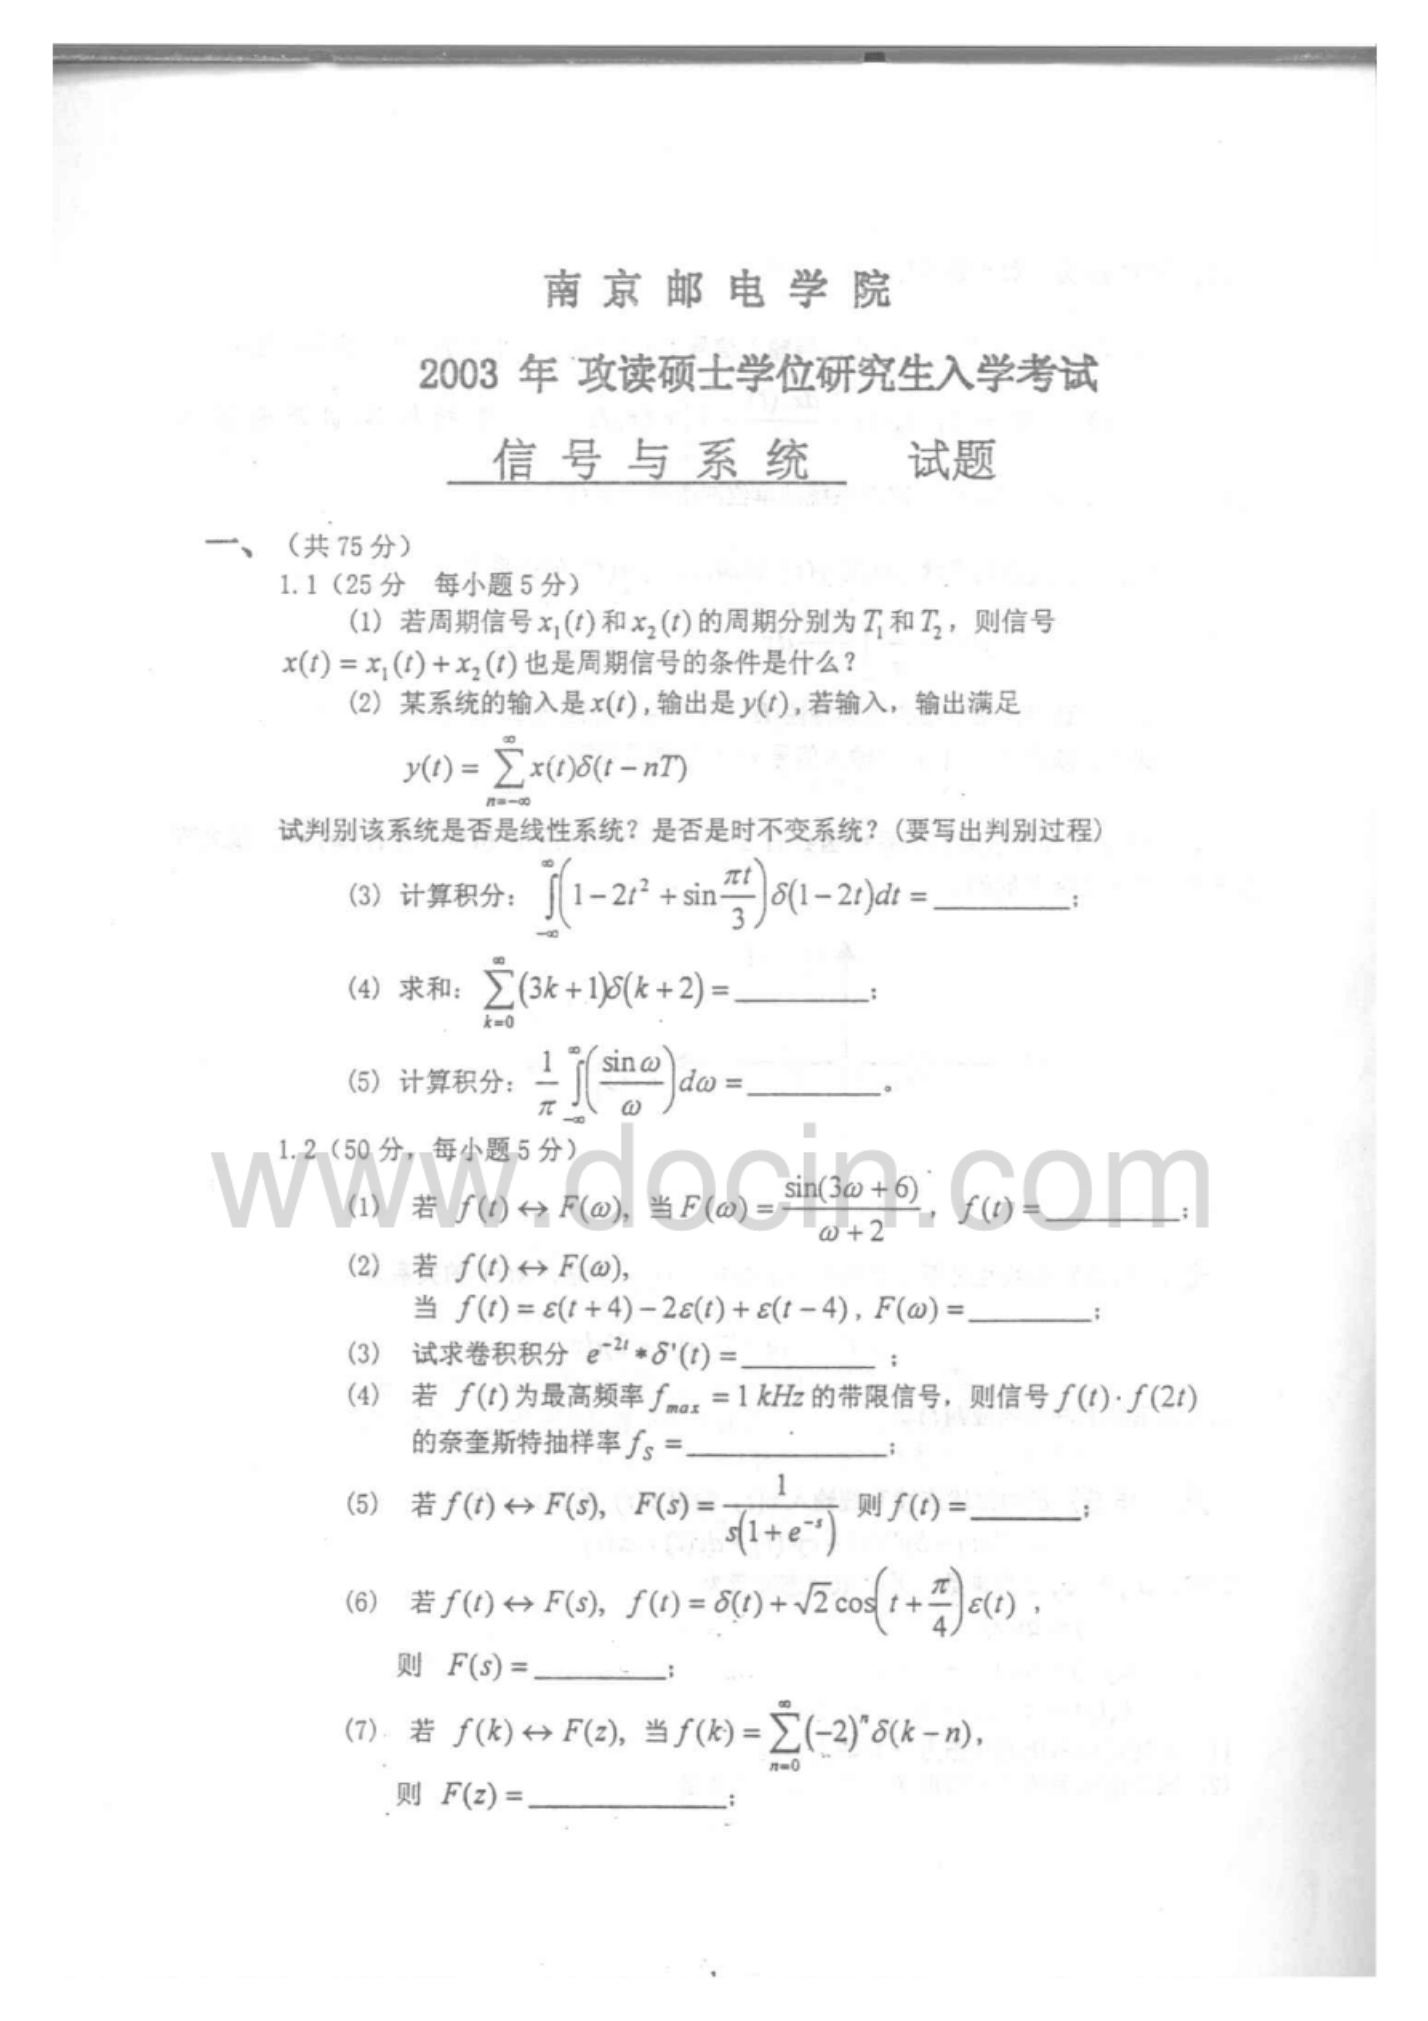 南京邮电学院
2003 年 攻读硕士学位研究生入学考试
信号与系统 试题
一、（共 75 分）
1.1（25 分 每小题 5 分）
(1) 若周期信号 x₁(t) 和 x₂(t) 的周期分别为 T₁ 和 T₂，则信号
x(t) = x₁(t) + x₂(t) 也是周期信号的条件是什么？
(2) 某系统的输入是 x(t)，输出是 y(t)，若输入，输出满足
y(t) = ∑_{n=-∞}^{∞} x(t)δ(t − nT)
试判别该系统是否是线性系统？是否是时不变系统？(要写出判别过程)
(3) 计算积分：∫_{-∞}^{∞} (1 − 2t² + sin πt/3) δ(1 − 2t)dt = ________；
(4) 求和：∑_{k=0}^{∞} (3k + 1)δ(k + 2) = ________；
(5) 计算积分：1/π ∫_{-∞}^{∞} (sin ω / ω) dω = ________。
1.2（50 分，每小题 5 分）
(1) 若 f(t) ↔ F(ω), 当 F(ω) = sin(3ω + 6) / (ω + 2)，f(t) = ________；
(2) 若 f(t) ↔ F(ω),
当 f(t) = ε(t + 4) − 2ε(t) + ε(t − 4)，F(ω) = ________；
(3) 试求卷积积分 e^{-2t} * δ'(t) = ________；
(4) 若 f(t) 为最高频率 f_max = 1 kHz 的带限信号，则信号 f(t)·f(2t)
的奈奎斯特抽样率 f_S = ________；
(5) 若 f(t) ↔ F(s), F(s) = 1 / s(1 + e^{-s}) 则 f(t) = ________；
(6) 若 f(t) ↔ F(s), f(t) = δ(t) + √2 cos(t + π/4) ε(t)，
则 F(s) = ________；
(7) 若 f(k) ↔ F(z), 当 f(k) = ∑_{n=0}^{∞} (−2)ⁿ δ(k − n)，
则 F(z) = ________；
www.docin.com